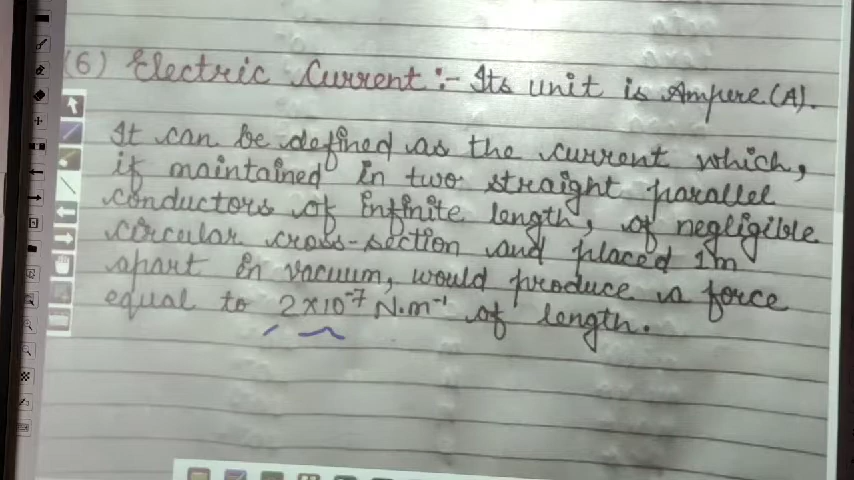 (6) Electric Current :- Its unit is Ampere.(A).
It can be defined as the current which,
if maintained in two straight parallel
conductors of infinite length, of negligible
circular cross-section and placed 1m
apart in vacuum, would produce a force
equal to 2×10⁻⁷ N.m⁻¹ of length.